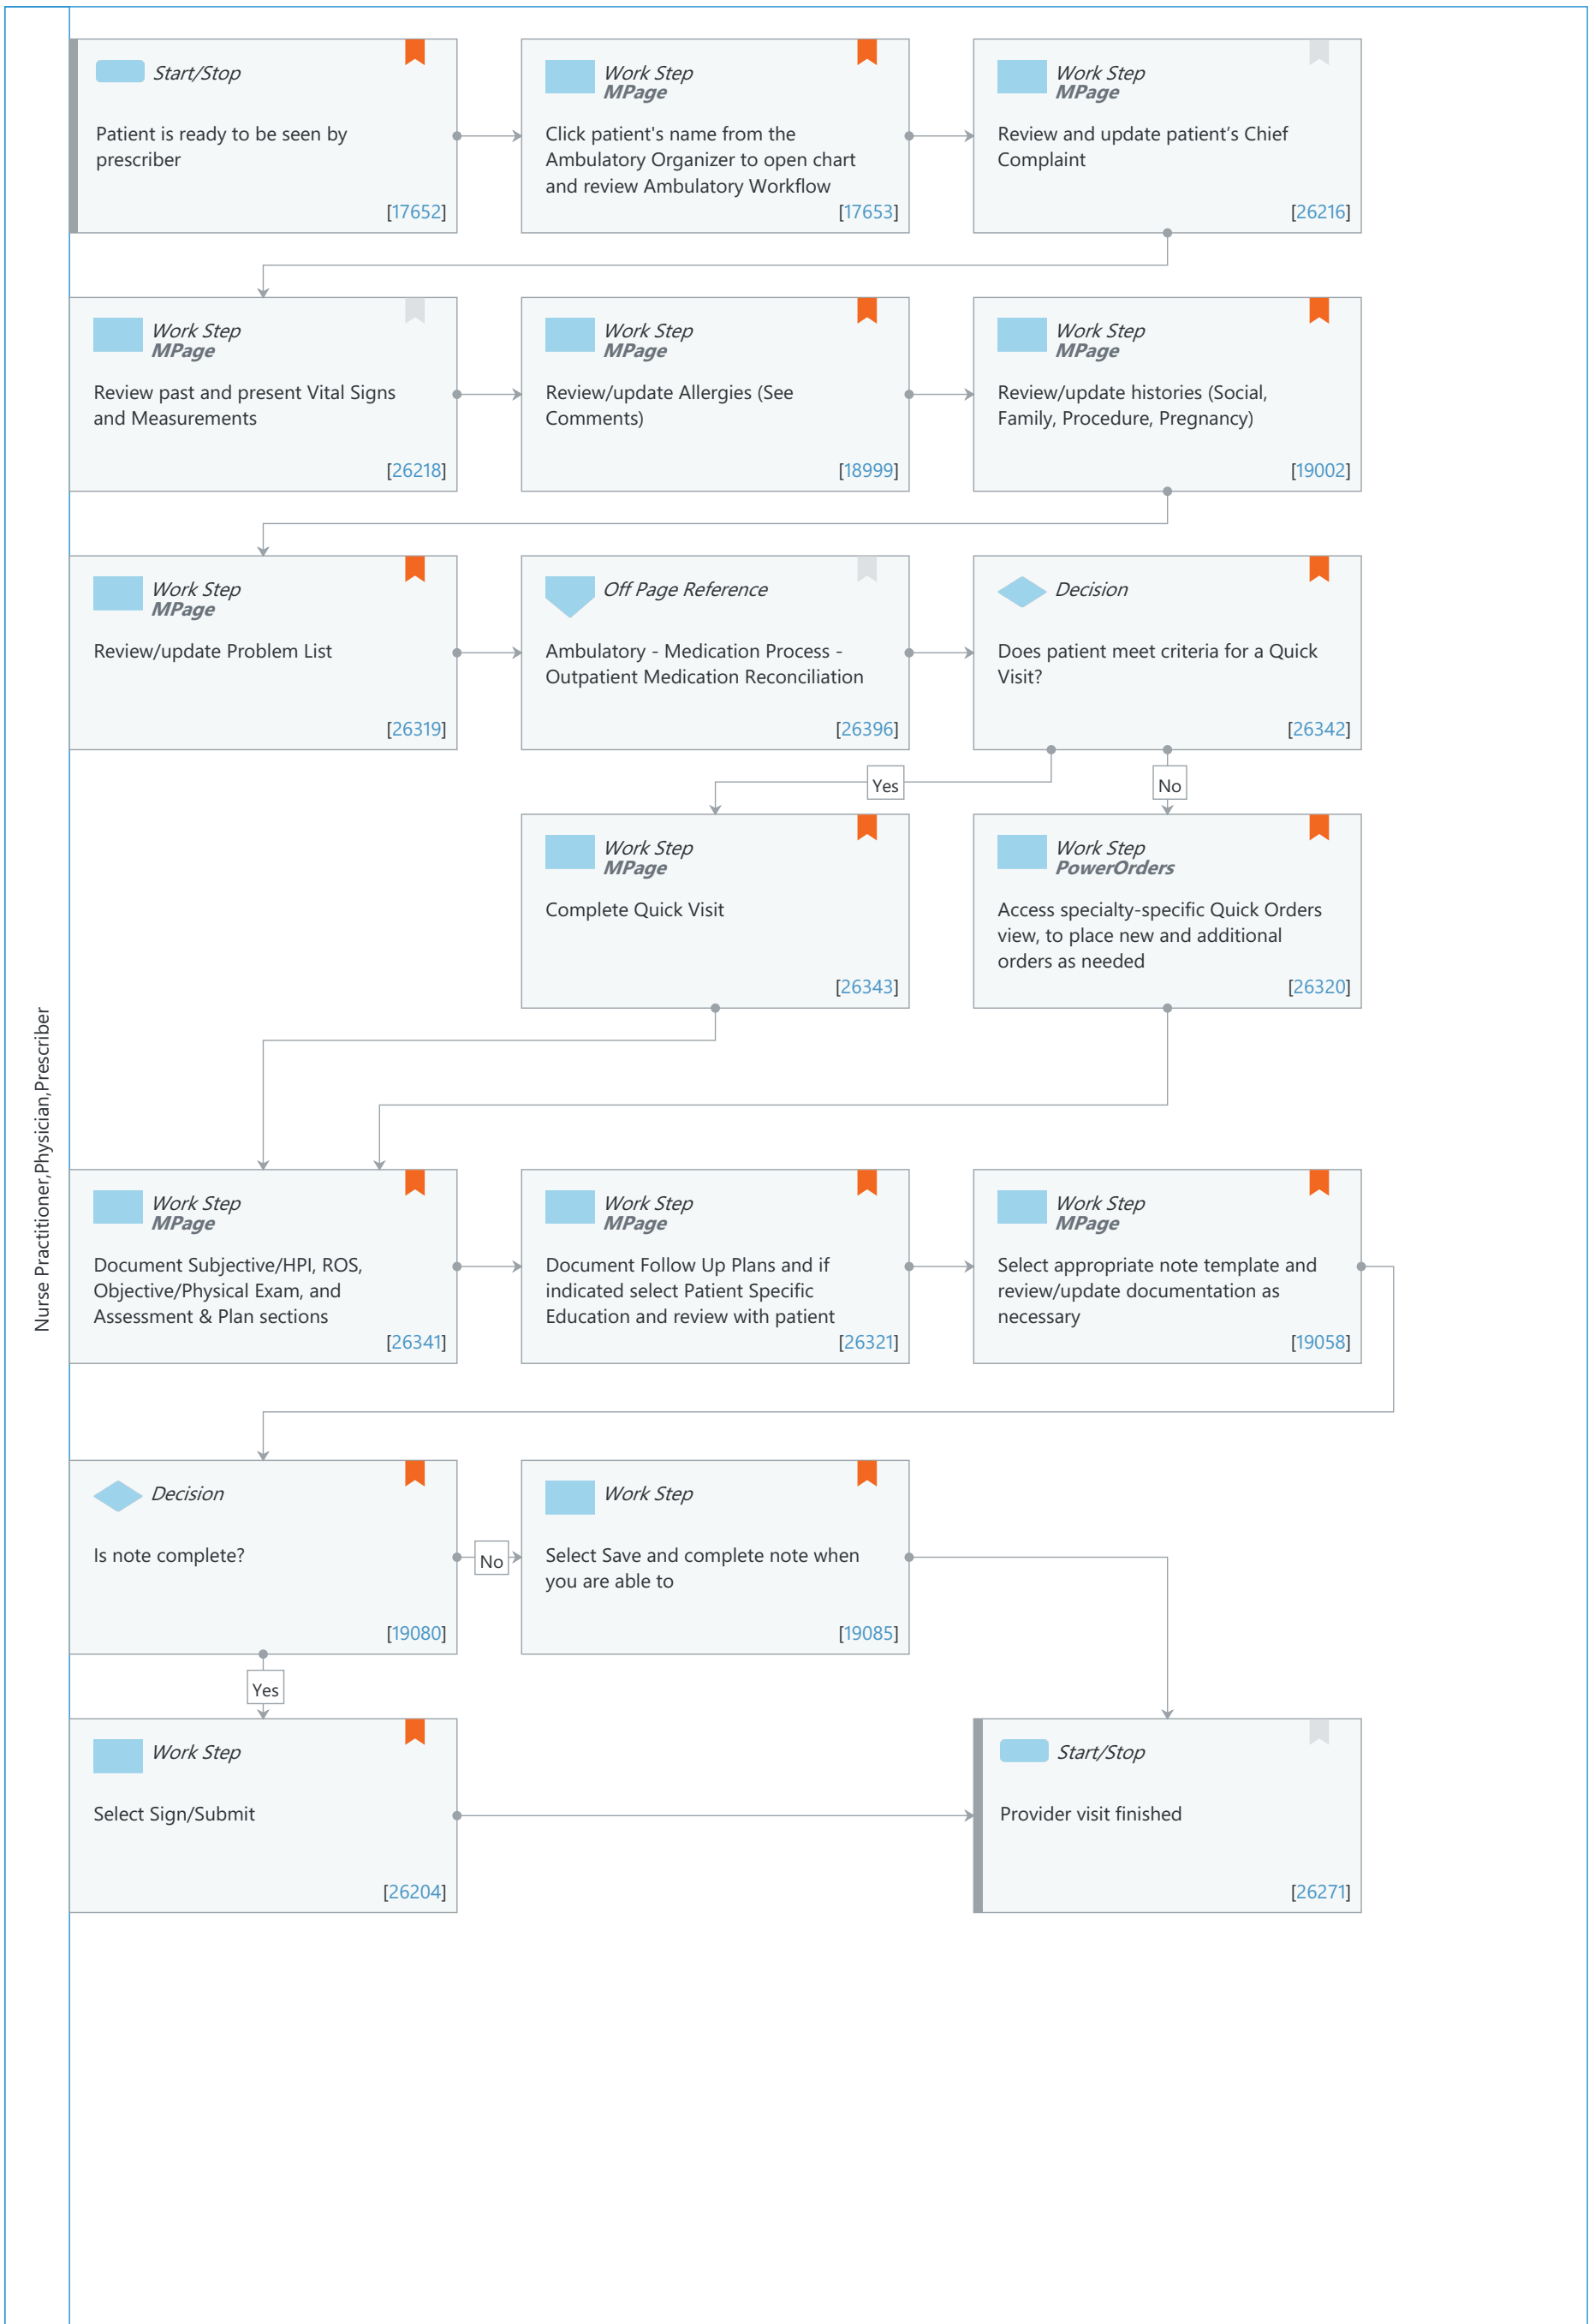 Start/Stop
Patient is ready to be seen by
prescriber
[17652]
Work Step
MPage
Click patient's name from the
Ambulatory Organizer to open chart
and review Ambulatory Workflow
[17653]
Work Step
MPage
Review and update patient’s Chief
Complaint
[26216]
Work Step
MPage
Review past and present Vital Signs
and Measurements
[26218]
Work Step
MPage
Review/update Allergies (See
Comments)
[18999]
Work Step
MPage
Review/update histories (Social,
Family, Procedure, Pregnancy)
[19002]
Work Step
MPage
Review/update Problem List
[26319]
Off Page Reference
Ambulatory - Medication Process -
Outpatient Medication Reconciliation
[26396]
Decision
Does patient meet criteria for a Quick
Visit?
[26342]
Yes
No
Work Step
MPage
Complete Quick Visit
[26343]
Work Step
PowerOrders
Access specialty-specific Quick Orders
view, to place new and additional
orders as needed
[26320]
Nurse Practitioner,Physician,Prescriber
Work Step
MPage
Document Subjective/HPI, ROS,
Objective/Physical Exam, and
Assessment & Plan sections
[26341]
Work Step
MPage
Document Follow Up Plans and if
indicated select Patient Specific
Education and review with patient
[26321]
Work Step
MPage
Select appropriate note template and
review/update documentation as
necessary
[19058]
Decision
Is note complete?
[19080]
No
Work Step
Select Save and complete note when
you are able to
[19085]
Yes
Work Step
Select Sign/Submit
[26204]
Start/Stop
Provider visit finished
[26271]